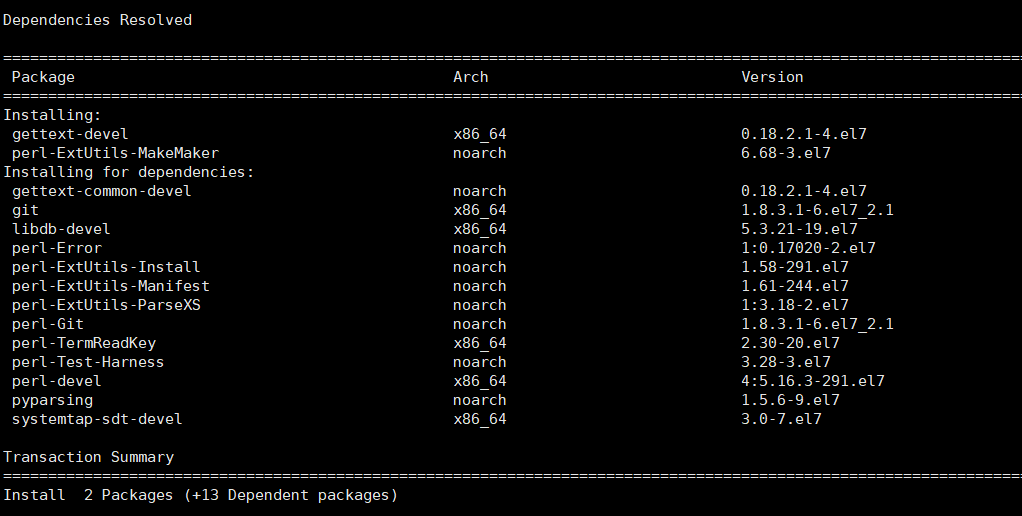 Dependencies Resolved
================================================================================================================
Package Arch Version
================================================================================================================
Installing:
gettext-devel x86_64 0.18.2.1-4.el7
perl-ExtUtils-MakeMaker noarch 6.68-3.el7
Installing for dependencies:
gettext-common-devel noarch 0.18.2.1-4.el7
git x86_64 1.8.3.1-6.el7_2.1
libdb-devel x86_64 5.3.21-19.el7
perl-Error noarch 1:0.17020-2.el7
perl-ExtUtils-Install noarch 1.58-291.el7
perl-ExtUtils-Manifest noarch 1.61-244.el7
perl-ExtUtils-ParseXS noarch 1:3.18-2.el7
perl-Git noarch 1.8.3.1-6.el7_2.1
perl-TermReadKey x86_64 2.30-20.el7
perl-Test-Harness noarch 3.28-3.el7
perl-devel x86_64 4:5.16.3-291.el7
pyparsing noarch 1.5.6-9.el7
systemtap-sdt-devel x86_64 3.0-7.el7
Transaction Summary
================================================================================================================
Install 2 Packages (+13 Dependent packages)